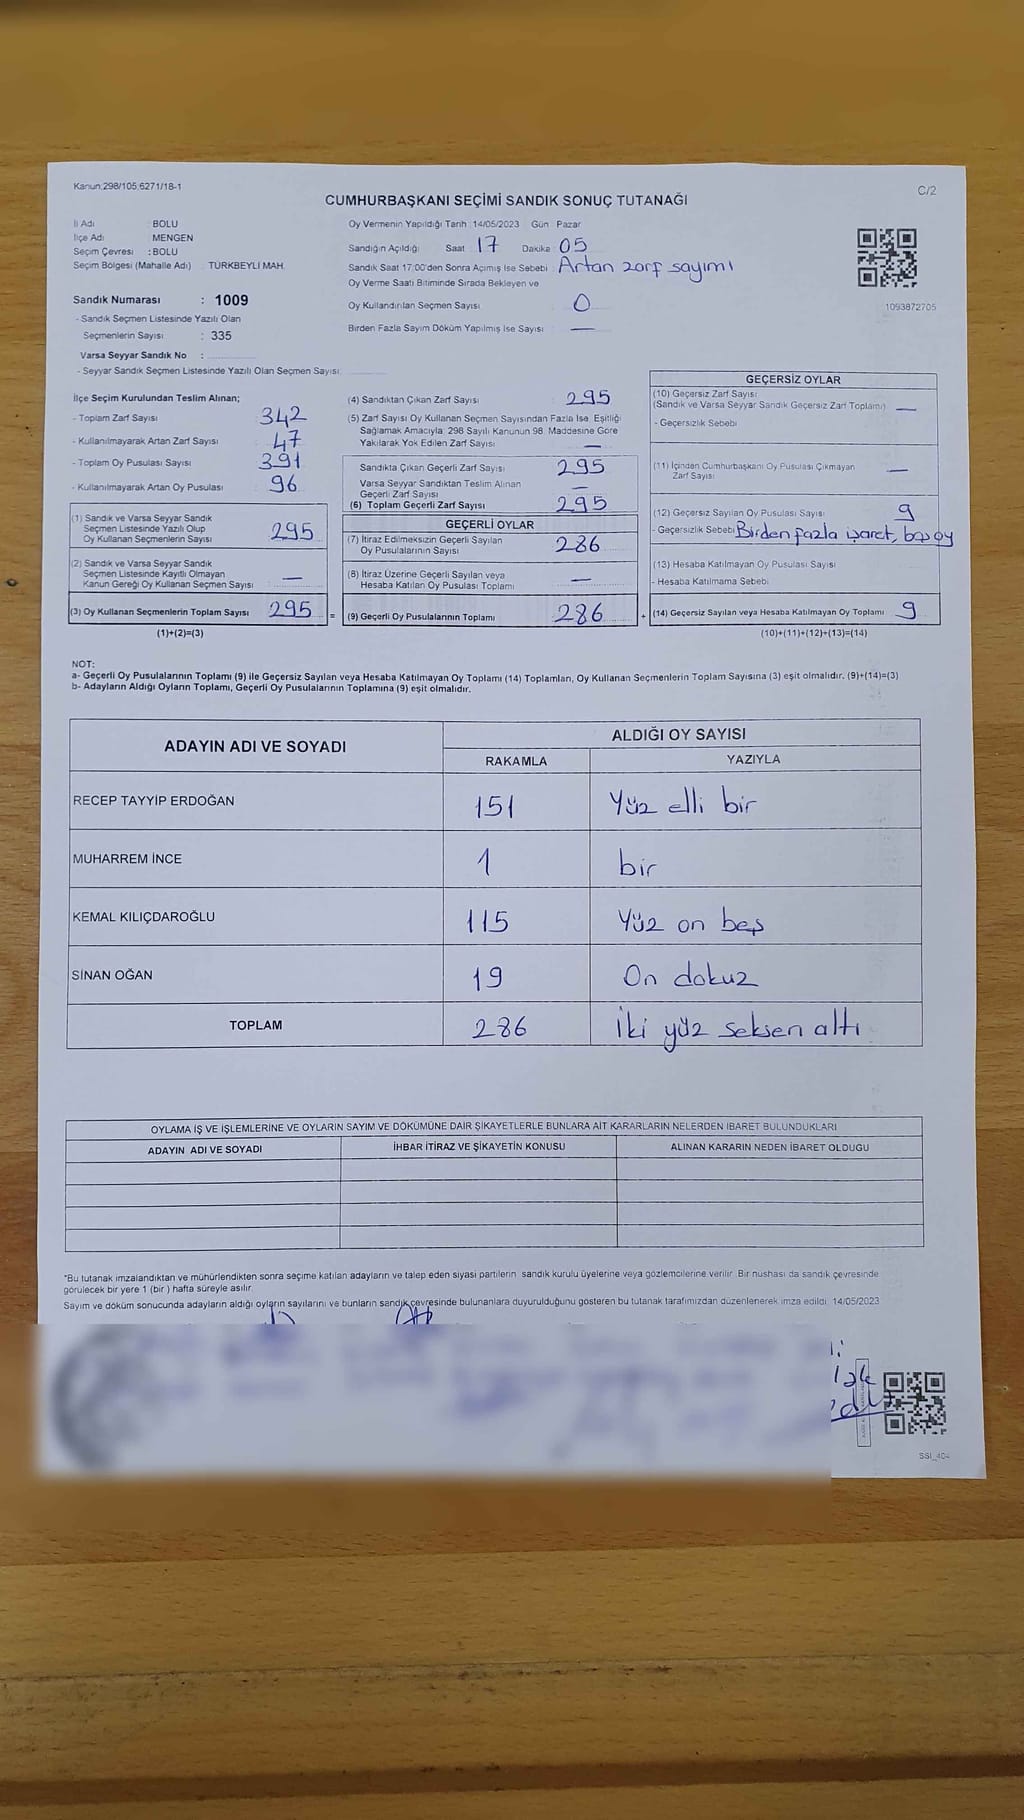 Kanun;298/105;6271/18-1
C/2
CUMHURBAŞKANI SEÇİMİ SANDIK SONUÇ TUTANAĞI
İl Adı : BOLU
İlçe Adı : MENGEN
Seçim Çevresi : BOLU
Seçim Bölgesi (Mahalle Adı) : TÜRKBEYLİ MAH.
Sandık Numarası : 1009
- Sandık Seçmen Listesinde Yazılı Olan
Seçmenlerin Sayısı : 335
Varsa Seyyar Sandık No :
- Seyyar Sandık Seçmen Listesinde Yazılı Olan Seçmen Sayısı:
Oy Vermenin Yapıldığı Tarih: 14/05/2023 Gün : Pazar
Sandığın Açıldığı Saat 17 Dakika 05
Sandık Saat 17:00'den Sonra Açımış İse Sebebi : Artan zarf sayımı
Oy Verme Saati Bitiminde Sırada Bekleyen ve
Oy Kullandırılan Seçmen Sayısı 0
Birden Fazla Sayım Döküm Yapılmış İse Sayısı : —
1093872705
İlçe Seçim Kurulundan Teslim Alınan;
- Toplam Zarf Sayısı 342
- Kullanılmayarak Artan Zarf Sayısı 47
- Toplam Oy Pusulası Sayısı 391
- Kullanılmayarak Artan Oy Pusulası 96
(1) Sandık ve Varsa Seyyar Sandık
Seçmen Listesinde Yazılı Olup
Oy Kullanan Seçmenlerin Sayısı 295
(2) Sandık ve Varsa Seyyar Sandık
Seçmen Listesinde Kayıtlı Olmayan
Kanun Gereği Oy Kullanan Seçmen Sayısı —
(3) Oy Kullanan Seçmenlerin Toplam Sayısı 295 =
(1)+(2)=(3)
(4) Sandıktan Çıkan Zarf Sayısı 295
(5) Zarf Sayısı Oy Kullanan Seçmen Sayısından Fazla İse, Eşitliği
Sağlamak Amacıyla; 298 Sayılı Kanunun 98. Maddesine Göre
Yakılarak Yok Edilen Zarf Sayısı —
Sandıkta Çıkan Geçerli Zarf Sayısı 295
Varsa Seyyar Sandıktan Teslim Alınan
Geçerli Zarf Sayısı —
(6) Toplam Geçerli Zarf Sayısı 295
GEÇERLİ OYLAR
(7) İtiraz Edilmeksizin Geçerli Sayılan
Oy Pusulalarının Sayısı 286
(8) İtiraz Üzerine Geçerli Sayılan veya
Hesaba Katılan Oy Pusulası Toplamı —
(9) Geçerli Oy Pusulalarının Toplamı 286 +
GEÇERSİZ OYLAR
(10) Geçersiz Zarf Sayısı
(Sandık ve Varsa Seyyar Sandık Geçersiz Zarf Toplamı) —
- Geçersizlik Sebebi
(11) İçinden Cumhurbaşkanı Oy Pusulası Çıkmayan
Zarf Sayısı —
(12) Geçersiz Sayılan Oy Pusulası Sayısı 9
- Geçersizlik Sebebi Birden fazla işaret, boş oy
(13) Hesaba Katılmayan Oy Pusulası Sayısı
- Hesaba Katılmama Sebebi
(14) Geçersiz Sayılan veya Hesaba Katılmayan Oy Toplamı 9
(10)+(11)+(12)+(13)=(14)
NOT:
a- Geçerli Oy Pusulalarının Toplamı (9) ile Geçersiz Sayılan veya Hesaba Katılmayan Oy Toplamı (14) Toplamları, Oy Kullanan Seçmenlerin Toplam Sayısına (3) eşit olmalıdır. (9)+(14)=(3)
b- Adayların Aldığı Oyların Toplamı, Geçerli Oy Pusulalarının Toplamına (9) eşit olmalıdır.
ADAYIN ADI VE SOYADI ALDIĞI OY SAYISI
RAKAMLA YAZIYLA
RECEP TAYYİP ERDOĞAN 151 Yüz elli bir
MUHARREM İNCE 1 bir
KEMAL KILIÇDAROĞLU 115 Yüz on beş
SİNAN OĞAN 19 On dokuz
TOPLAM 286 İki yüz seksen altı
OYLAMA İŞ VE İŞLEMLERİNE VE OYLARIN SAYIM VE DÖKÜMÜNE DAİR ŞİKAYETLERLE BUNLARA AİT KARARLARIN NELERDEN İBARET BULUNDUKLARI
ADAYIN ADI VE SOYADI İHBAR İTİRAZ VE ŞİKAYETİN KONUSU ALINAN KARARIN NEDEN İBARET OLDUĞU
*Bu tutanak imzalandıktan ve mühürlendikten sonra seçime katılan adayların ve talep eden siyasi partilerin sandık kurulu üyelerine veya gözlemcilerine verilir. Bir nüshası da sandık çevresinde
görülecek bir yere 1 (bir ) hafta süreyle asılır.
Sayım ve döküm sonucunda adayların aldığı oyların sayılarını ve bunların sandık çevresinde bulunanlara duyurulduğunu gösteren bu tutanak tarafımızdan düzenlenerek imza edildi. 14/05/2023